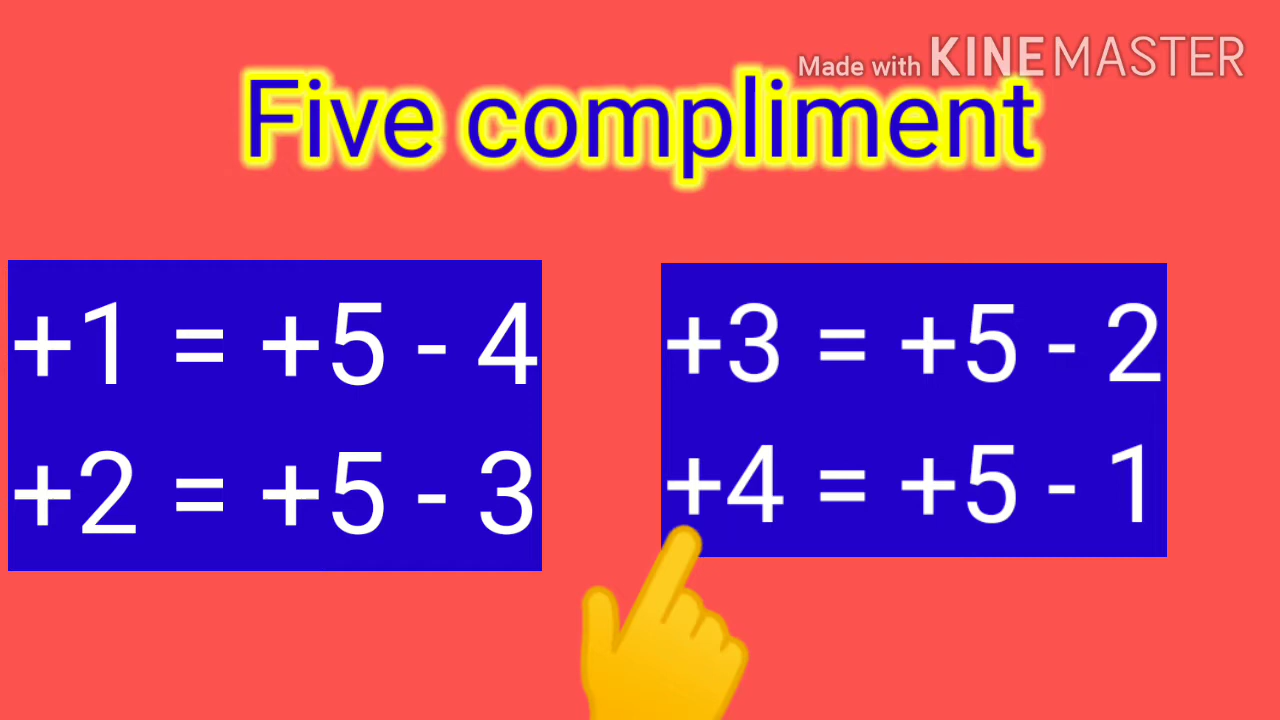 Made with KINEMASTER
Five compliment
+1 = +5 - 4
+2 = +5 - 3
+3 = +5 - 2
+4 = +5 - 1